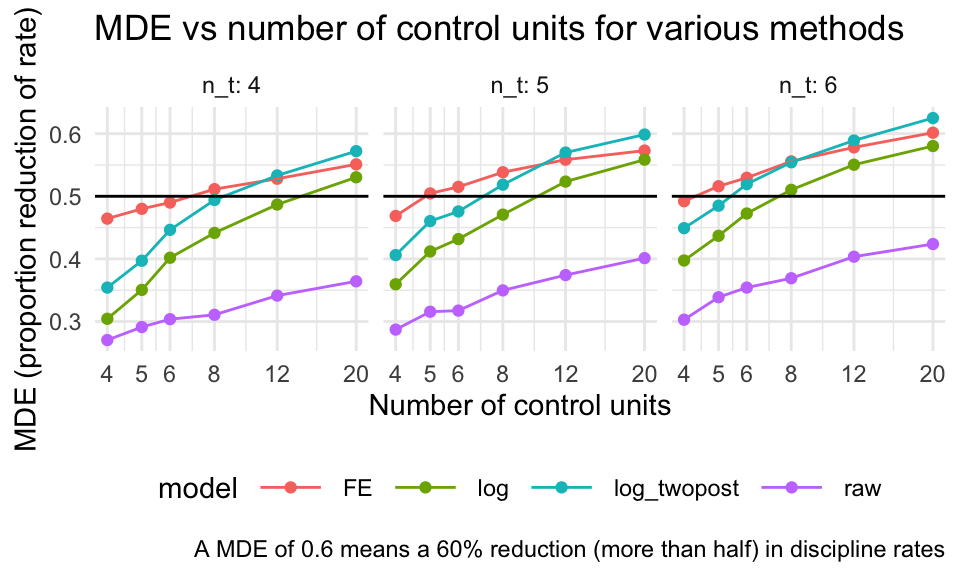 MDE vs number of control units for various methods
n_t: 4 n_t: 5 n_t: 6
MDE (proportion reduction of rate)
0.6
0.5
0.4
0.3
4 5 6 8 12 20 4 5 6 8 12 20 4 5 6 8 12 20
Number of control units
model FE log log_twopost raw
A MDE of 0.6 means a 60% reduction (more than half) in discipline rates